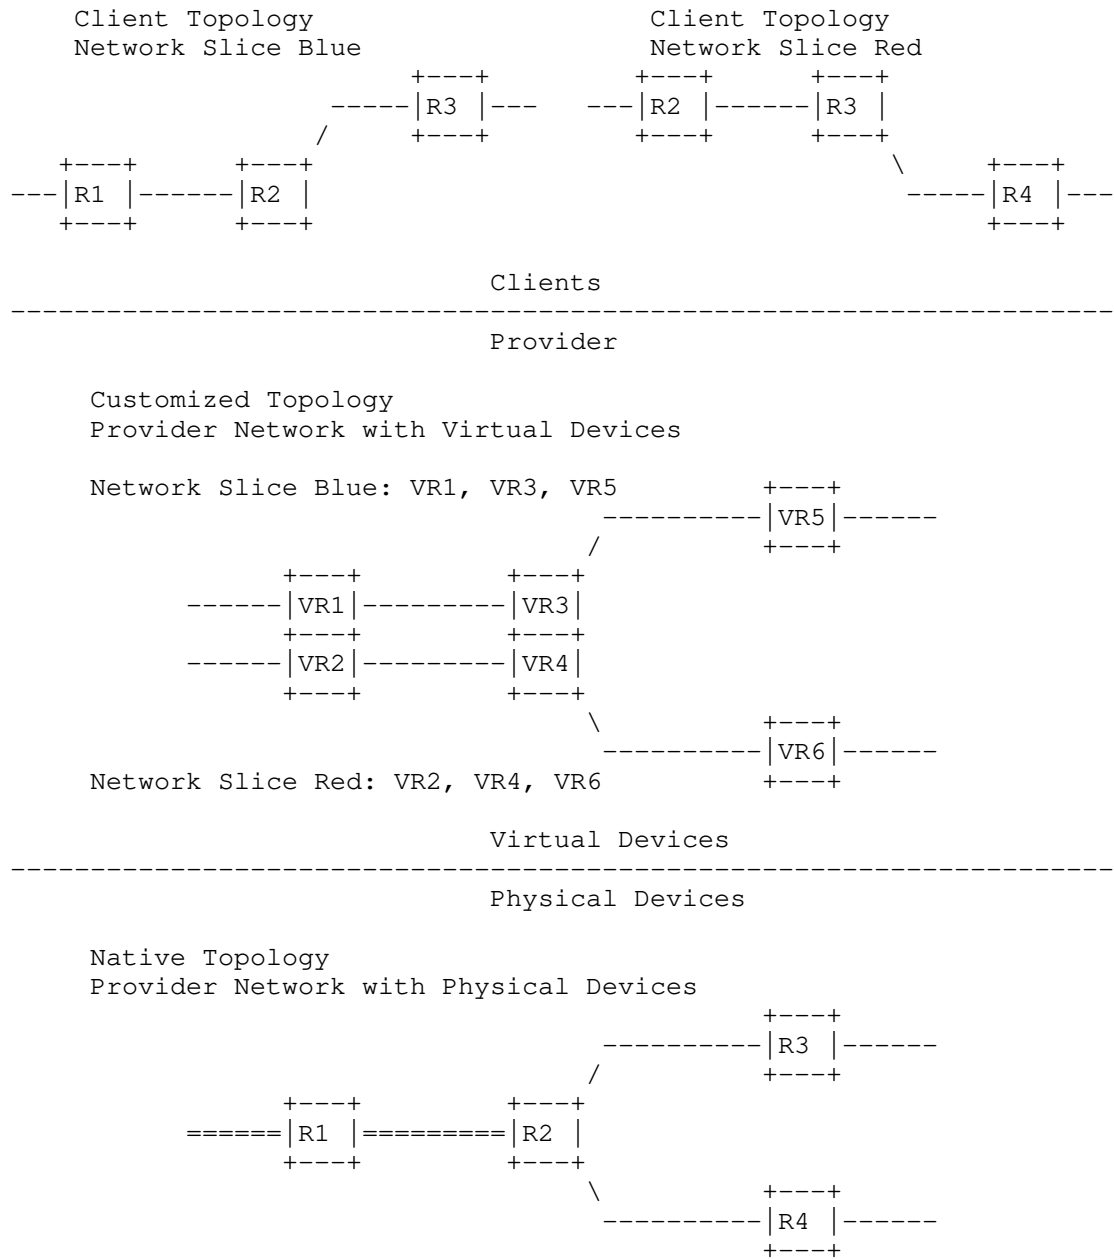 Client Topology Client Topology
Network Slice Blue Network Slice Red
R3 R2 R3
R1 R2 R4
Clients
Provider
Customized Topology
Provider Network with Virtual Devices
Network Slice Blue: VR1, VR3, VR5
VR5
VR1 VR3
VR2 VR4
VR6
Network Slice Red: VR2, VR4, VR6
Virtual Devices
Physical Devices
Native Topology
Provider Network with Physical Devices
R3
R1 R2
R4